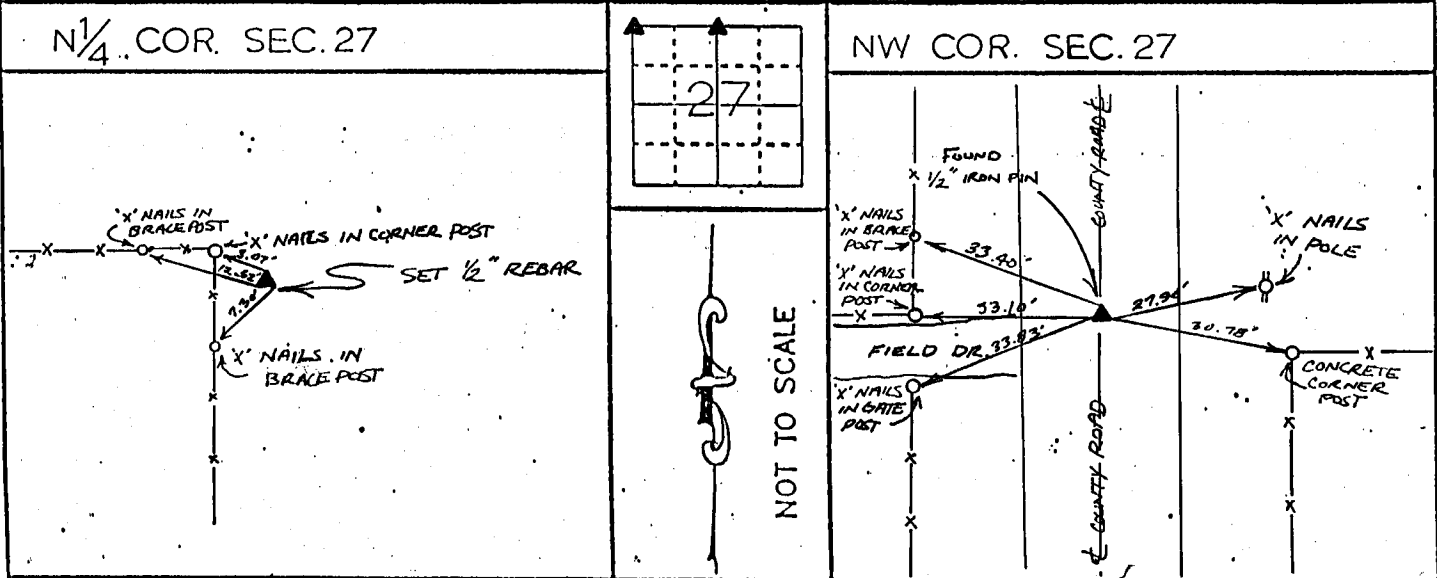 N1/4 COR. SEC. 27
'X' NAILS IN
BRACE POST
'X' NAILS IN CORNER POST
3.07'
12.52'
7.30'
SET 1/2" REBAR
'X' NAILS IN
BRACE POST
27
NOT TO SCALE
NW COR. SEC. 27
FOUND
1/2" IRON PIN
COUNTY ROAD ℄
'X' NAILS
IN BRACE
POST
33.40'
'X' NAILS
IN CORNER
POST
33.10'
'X' NAILS
IN POLE
27.94'
30.78'
FIELD DR.
33.83'
CONCRETE
CORNER
POST
'X' NAILS
IN GATE
POST
℄ COUNTY ROAD